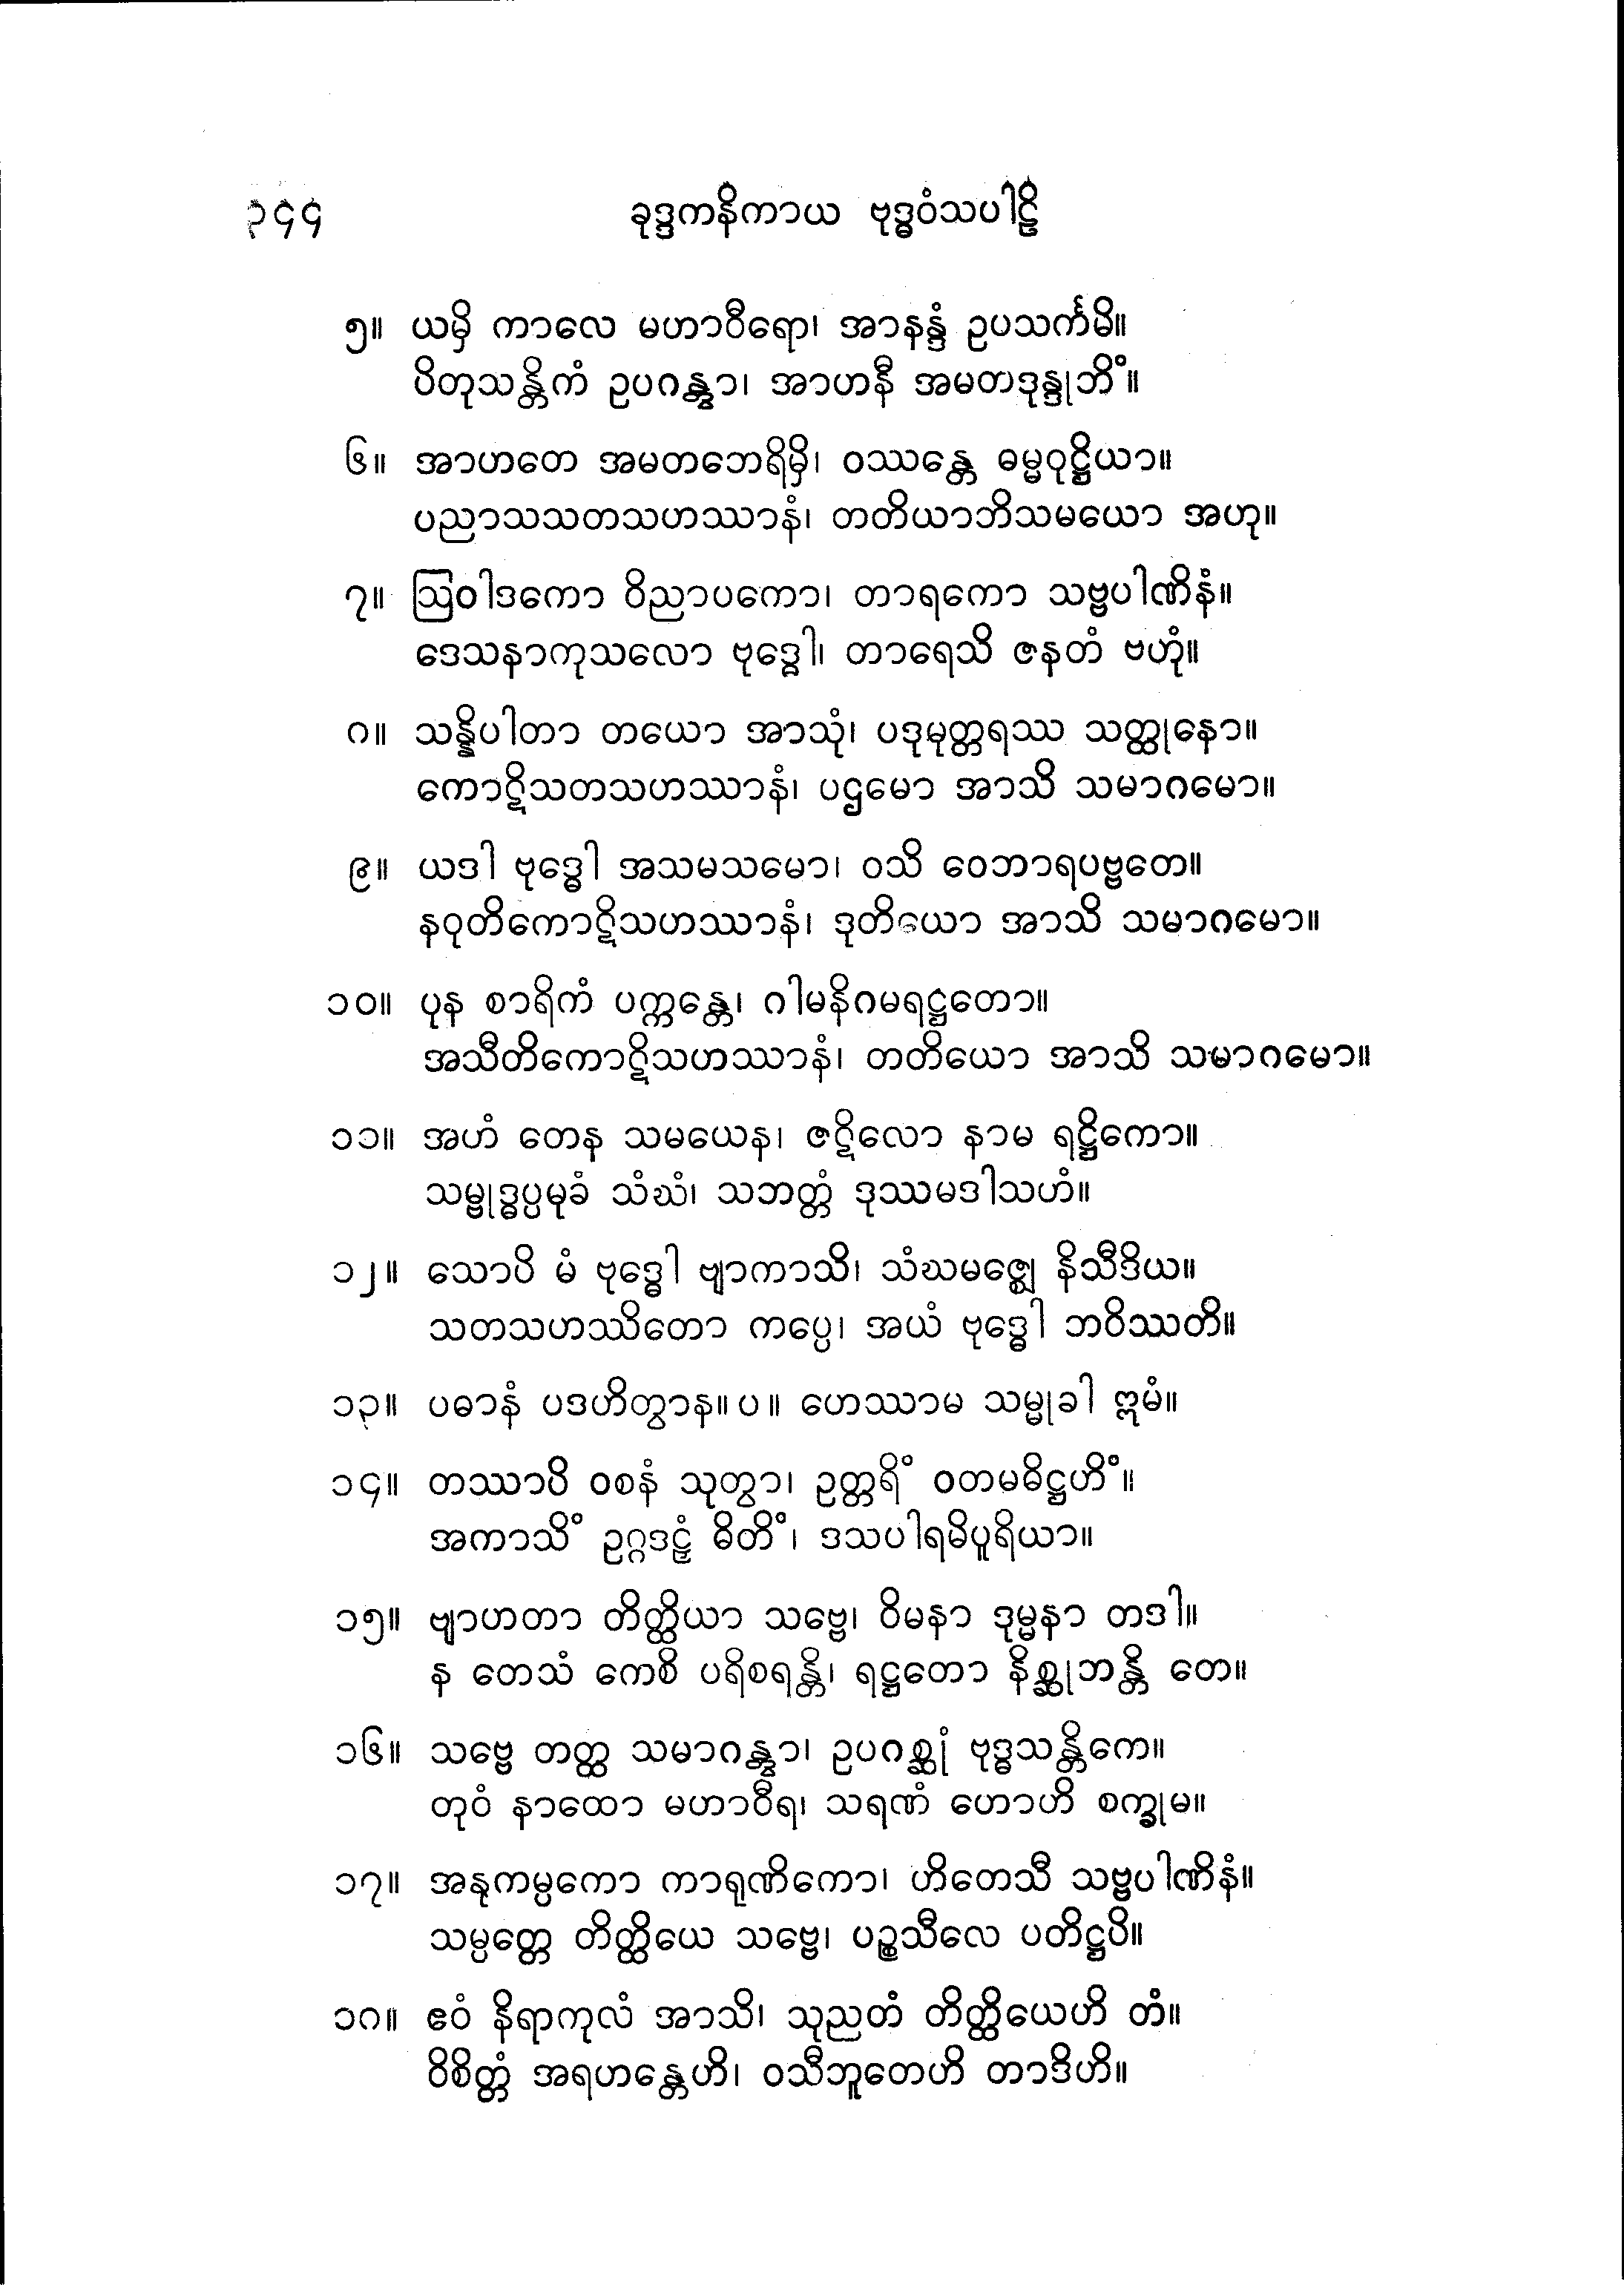 ၃၄၄ ခုဒ္ဒကနိကာယ ဗုဒ္ဓဝံသပါဠိ
၅။ ယမှိ ကာလေ မဟာဝီရော၊ အာနန္ဒံ ဥပသင်္ကမိ။
ပိတုသန္တိကံ ဥပဂန္တွာ၊ အာဟနီ အမတဒုန္ဒုဘိံ။
၆။ အာဟတေ အမတဘေရိမှိ၊ ဝဿန္တေ ဓမ္မဝုဋ္ဌိယာ။
ပညာသသတသဟဿာနံ၊ တတိယာဘိသမယော အဟု။
၇။ ဩဝါဒကော ဝိညာပကော၊ တာရကော သဗ္ဗပါဏိနံ။
ဒေသနာကုသလော ဗုဒ္ဓေါ၊ တာရေသိ ဇနတံ ဗဟုံ။
၈။ သန္နိပါတာ တယော အာသုံ၊ ပဒုမုတ္တရဿ သတ္ထုနော။
ကောဋိသတသဟဿာနံ၊ ပဌမော အာသိ သမာဂမော။
၉။ ယဒါ ဗုဒ္ဓေါ အသမသမော၊ ဝသိ ဝေဘာရပဗ္ဗတေ။
နဝုတိကောဋိသဟဿာနံ၊ ဒုတိယော အာသိ သမာဂမော။
၁၀။ ပုန စာရိကံ ပက္ကန္တေ၊ ဂါမနိဂမရဋ္ဌတော။
အသီတိကောဋိသဟဿာနံ၊ တတိယော အာသိ သမာဂမော။
၁၁။ အဟံ တေန သမယေန၊ ဇဋိလော နာမ ရဋ္ဌိကော။
သမ္ဗုဒ္ဓပ္ပမုခံ သံဃံ၊ သဘတ္တံ ဒုဿမဒါသဟံ။
၁၂။ သောပိ မံ ဗုဒ္ဓေါ ဗျာကာသိ၊ သံဃမဇ္ဈေ နိသီဒိယ။
သတသဟဿိတော ကပ္ပေ၊ အယံ ဗုဒ္ဓေါ ဘဝိဿတိ။
၁၃။ ပဓာနံ ပဒဟိတွာန။ပ။ ဟေဿာမ သမ္မုခါ ဣမံ။
၁၄။ တဿာပိ ဝစနံ သုတွာ၊ ဥတ္တရိံ ဝတမဓိဋ္ဌဟိံ။
အကာသိံ ဥဂ္ဂဒဠှံ ဓိတိံ၊ ဒသပါရမိပူရိယာ။
၁၅။ ဗျာဟတာ တိတ္ထိယာ သဗ္ဗေ၊ ဝိမနာ ဒုမ္မနာ တဒါ။
န တေသံ ကေစိ ပရိစရန္တိ၊ ရဋ္ဌတော နိစ္ဆုဘန္တိ တေ။
၁၆။ သဗ္ဗေ တတ္ထ သမာဂန္တွာ၊ ဥပဂစ္ဆုံ ဗုဒ္ဓသန္တိကေ။
တုဝံ နာထော မဟာဝီရ၊ သရဏံ ဟောဟိ စက္ခုမ။
၁၇။ အနုကမ္ပကော ကာရုဏိကော၊ ဟိတေသီ သဗ္ဗပါဏိနံ။
သမ္ပတ္တေ တိတ္ထိယေ သဗ္ဗေ၊ ပဉ္စသီလေ ပတိဋ္ဌပိ။
၁၈။ ဧဝံ နိရာကုလံ အာသိ၊ သုညတံ တိတ္ထိယေဟိ တံ။
ဝိစိတ္တံ အရဟန္တေဟိ၊ ဝသီဘူတေဟိ တာဒိဟိ။